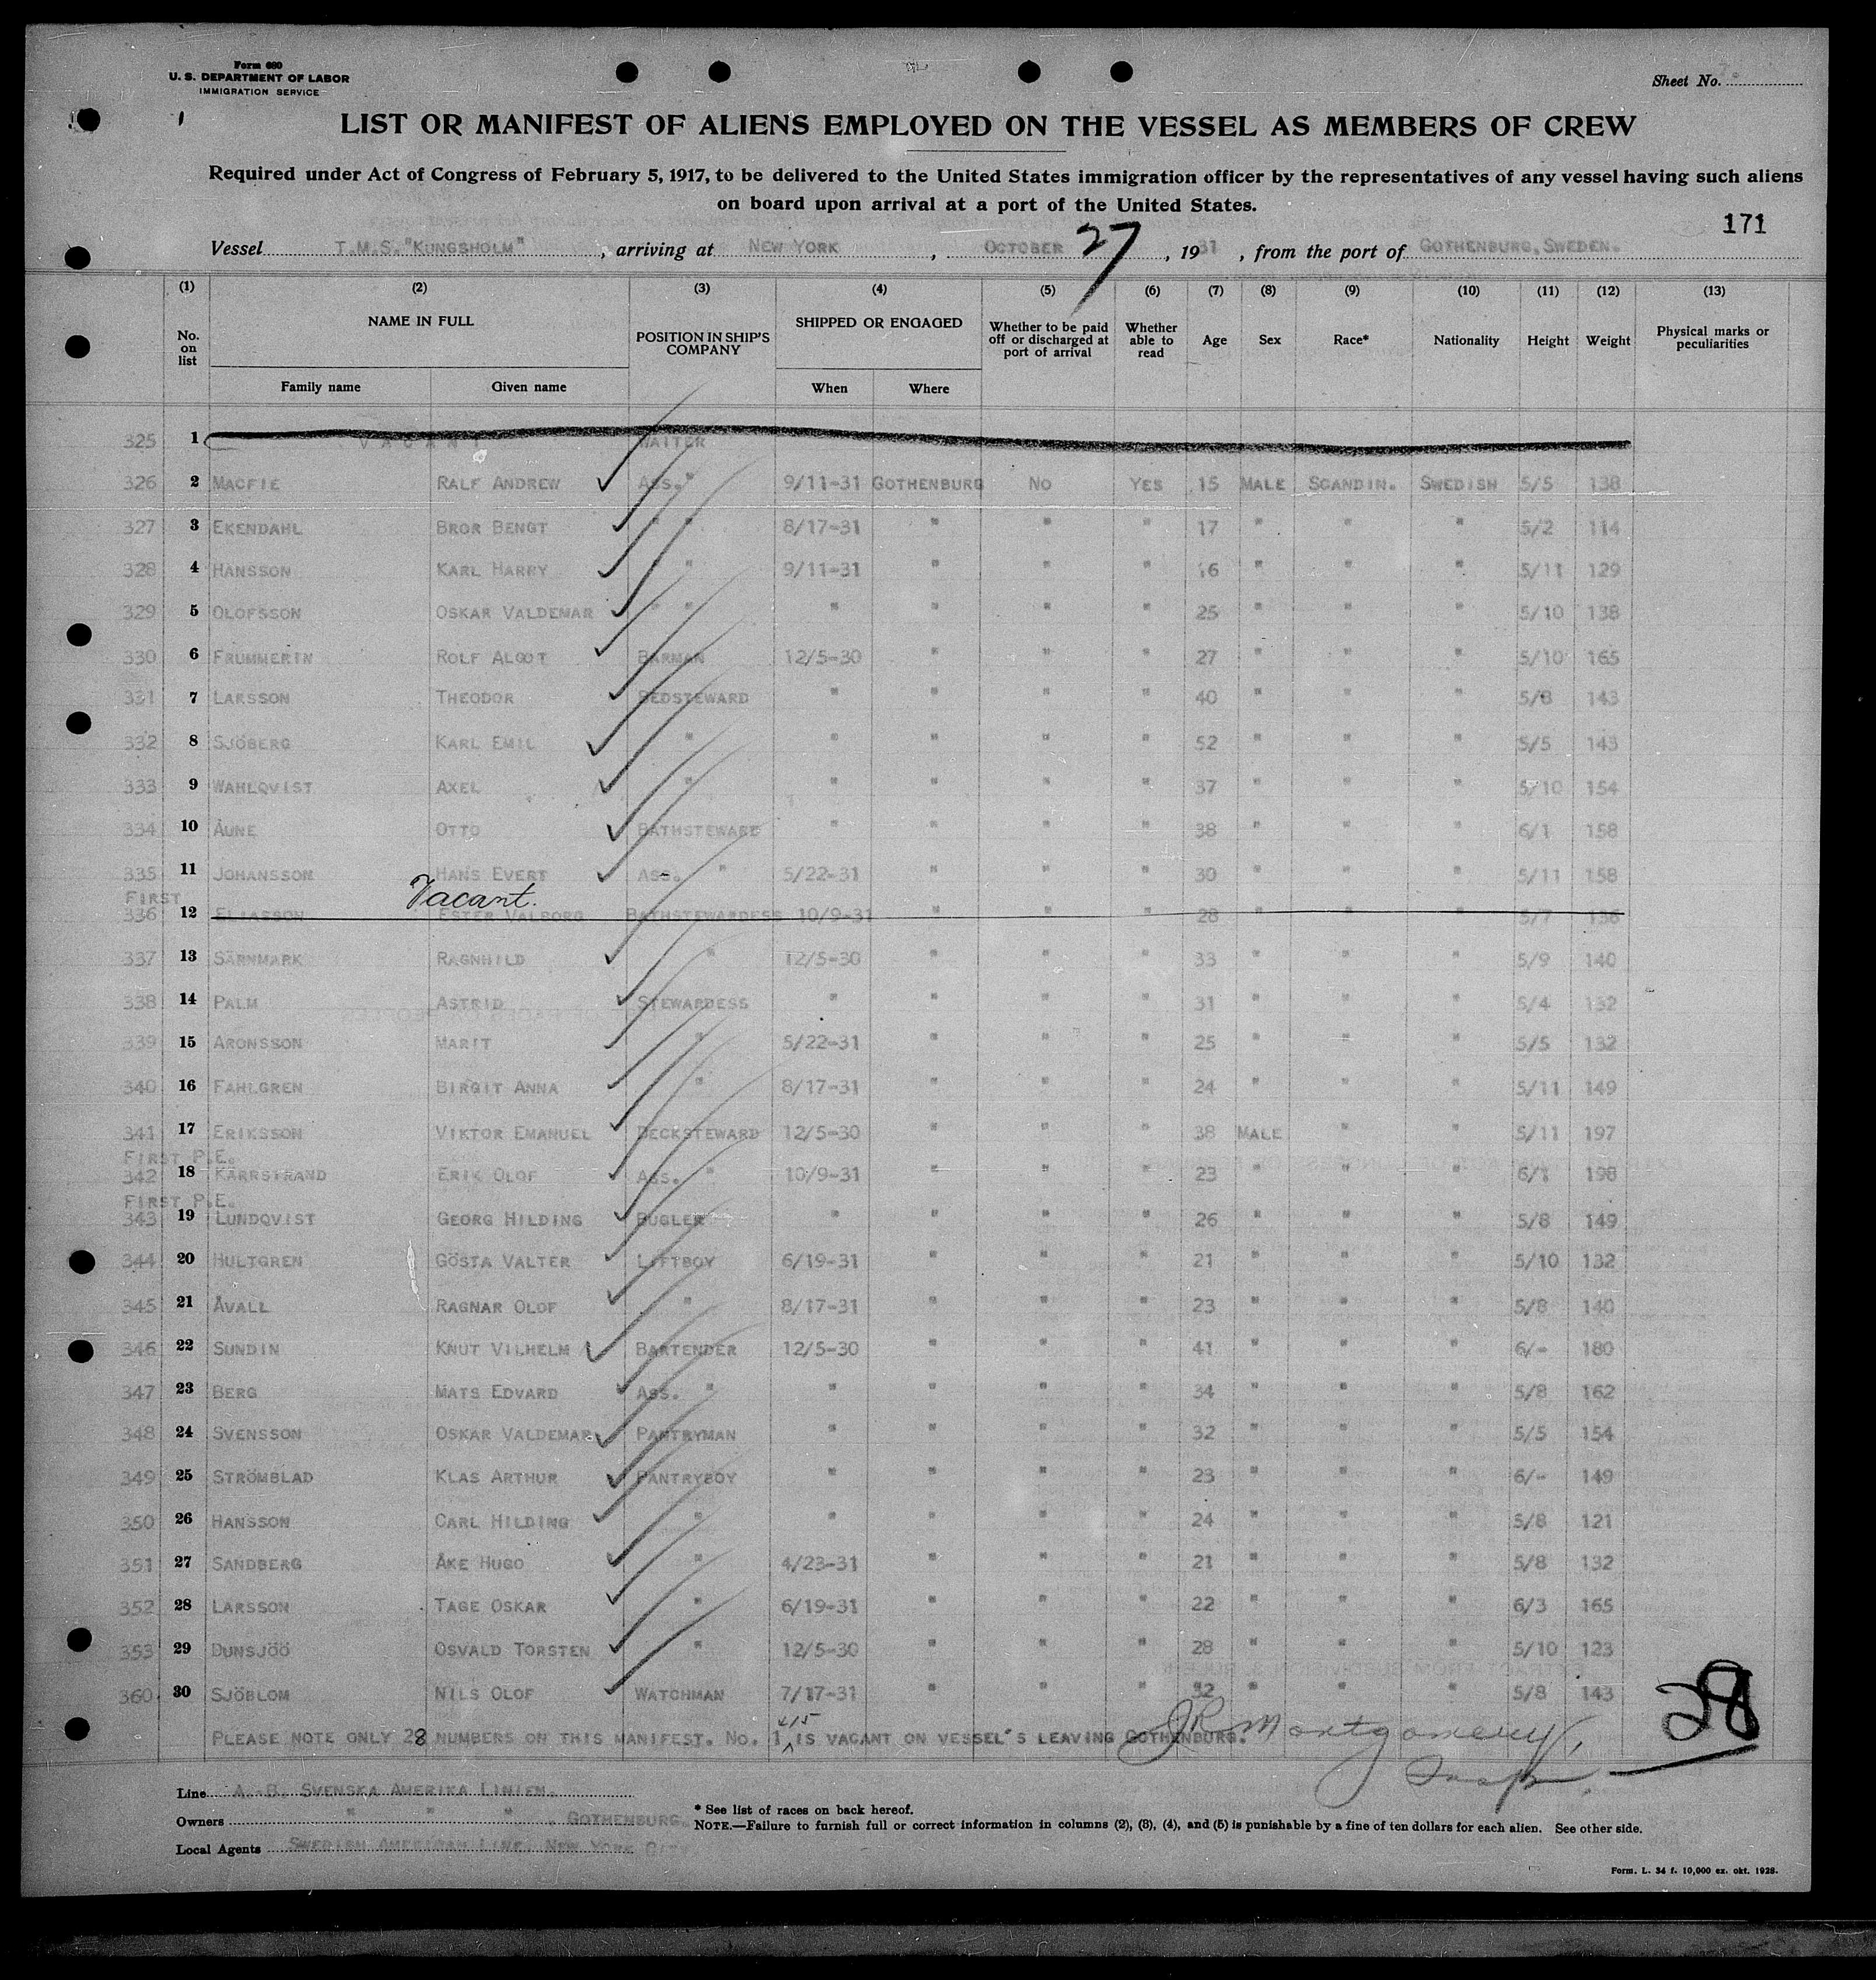 Form 680
U. S. DEPARTMENT OF LABOR
IMMIGRATION SERVICE
Sheet No.
LIST OR MANIFEST OF ALIENS EMPLOYED ON THE VESSEL AS MEMBERS OF CREW
Required under Act of Congress of February 5, 1917, to be delivered to the United States immigration officer by the representatives of any vessel having such aliens
on board upon arrival at a port of the United States.
171
Vessel T.M.S."KUNGSHOLM", arriving at NEW YORK, OCTOBER 27, 1931, from the port of GOTHENBURG, SWEDEN.
(1) (2) (3) (4) (5) (6) (7) (8) (9) (10) (11) (12) (13)
No. on list NAME IN FULL Family name Given name POSITION IN SHIP'S COMPANY SHIPPED OR ENGAGED When Where Whether to be paid off or discharged at port of arrival Whether able to read Age Sex Race* Nationality Height Weight Physical marks or peculiarities
325 1 VACANT WAITER
326 2 MACFIE RALF ANDREW ASS. " 9/11-31 GOTHENBURG NO YES 15 MALE SCANDIN. SWEDISH 5/5 138
327 3 EKENDAHL BROR BENGT " " 8/17-31 " " " 17 " " " 5/2 114
328 4 HANSSON KARL HARRY " " 9/11-31 " " " 16 " " " 5/11 129
329 5 OLOFSSON OSKAR VALDEMAR " " " " " " 25 " " " 5/10 138
330 6 FRUMMERIN ROLF ALGOT BARMAN 12/5-30 " " " 27 " " " 5/10 165
331 7 LARSSON THEODOR BEDSTEWARD " " " " 40 " " " 5/8 143
332 8 SJÖBERG KARL EMIL " " " " " 52 " " " 5/5 143
333 9 WAHLQVIST AXEL " " " " " 37 " " " 5/10 154
334 10 ÅUNE OTTO BATHSTEWARD " " " " 38 " " " 6/1 158
335 11 JOHANSSON HANS EVERT ASS. " 5/22-31 " " " 30 " " " 5/11 158
Vacant.
FIRST
336 12 ELIASSON ESTER VALBORG BATHSTEWARDESS 10/9-31 " " " 28 " " " 5/7 136
337 13 SÄRNMARK RAGNHILD " 12/5-30 " " " 33 " " " 5/9 140
338 14 PALM ASTRID STEWARDESS " " " " 31 " " " 5/4 132
339 15 ARONSSON MARIT " 5/22-31 " " " 25 " " " 5/5 132
340 16 FAHLGREN BIRGIT ANNA " 8/17-31 " " " 24 " " " 5/11 149
341 17 ERIKSSON VIKTOR EMANUEL DECKSTEWARD 12/5-30 " " " 38 MALE " " 5/11 197
FIRST P.E.
342 18 KÄRRSTRAND ERIK OLOF ASS. " 10/9-31 " " " 23 " " " 6/1 198
FIRST P.E.
343 19 LUNDQVIST GEORG HILDING BUGLER " " " " 26 " " " 5/8 149
344 20 HULTGREN GÖSTA VALTER LIFTBOY 6/19-31 " " " 21 " " " 5/10 132
345 21 ÅVALL RAGNAR OLOF " 8/17-31 " " " 23 " " " 5/8 140
346 22 SUNDIN KNUT VILHELM BARTENDER 12/5-30 " " " 41 " " " 6/- 180
347 23 BERG MATS EDVARD ASS. " " " " " 34 " " " 5/8 162
348 24 SVENSSON OSKAR VALDEMAR PANTRYMAN " " " " 32 " " " 5/5 154
349 25 STRÖMBLAD KLAS ARTHUR PANTRYBOY " " " " 23 " " " 6/- 149
350 26 HANSSON CARL HILDING " " " " " 24 " " " 5/8 121
351 27 SANDBERG ÅKE HUGO " 4/23-31 " " " 21 " " " 5/8 132
352 28 LARSSON TAGE OSKAR " 6/19-31 " " " 22 " " " 6/3 165
353 29 DUNSJÖÖ OSVALD TORSTEN " 12/5-30 " " " 28 " " " 5/10 123
360 30 SJÖBLOM NILS OLOF WATCHMAN 7/17-31 " " " 52 " " " 5/8 143
28
PLEASE NOTE ONLY 28 NUMBERS ON THIS MANIFEST. NO. 1 IS VACANT ON VESSEL'S LEAVING GOTHENBURG.
J R Montgomery,
Insp.
Line A.-B. SVENSKA AMERIKA LINIEN.
Owners " " " , GOTHENBURG.
Local Agents SWEDISH AMERICAN LINE, NEW YORK CITY
* See list of races on back hereof.
NOTE.—Failure to furnish full or correct information in columns (2), (3), (4), and (5) is punishable by a fine of ten dollars for each alien. See other side.
Form. L. 34 f. 10,000 ex. okt. 1928.